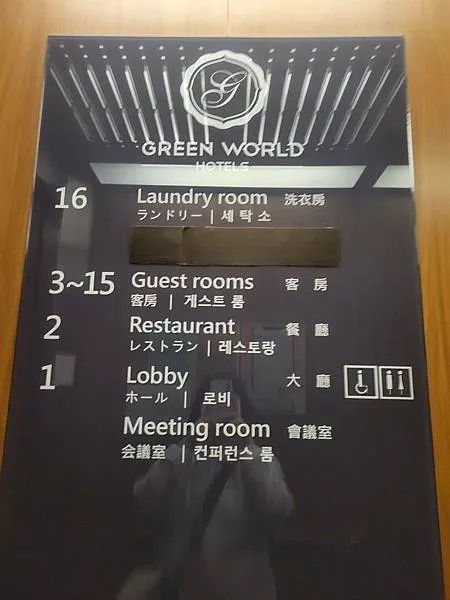 G
GREEN WORLD
HOTELS
16 Laundry room 洗衣房
ランドリー | 세탁소
3~15 Guest rooms 客 房
客房 | 게스트 룸
2 Restaurant 餐 廳
レストラン | 레스토랑
1 Lobby 大 廳
ホール | 로비
Meeting room 會議室
会議室 | 컨퍼런스 룸